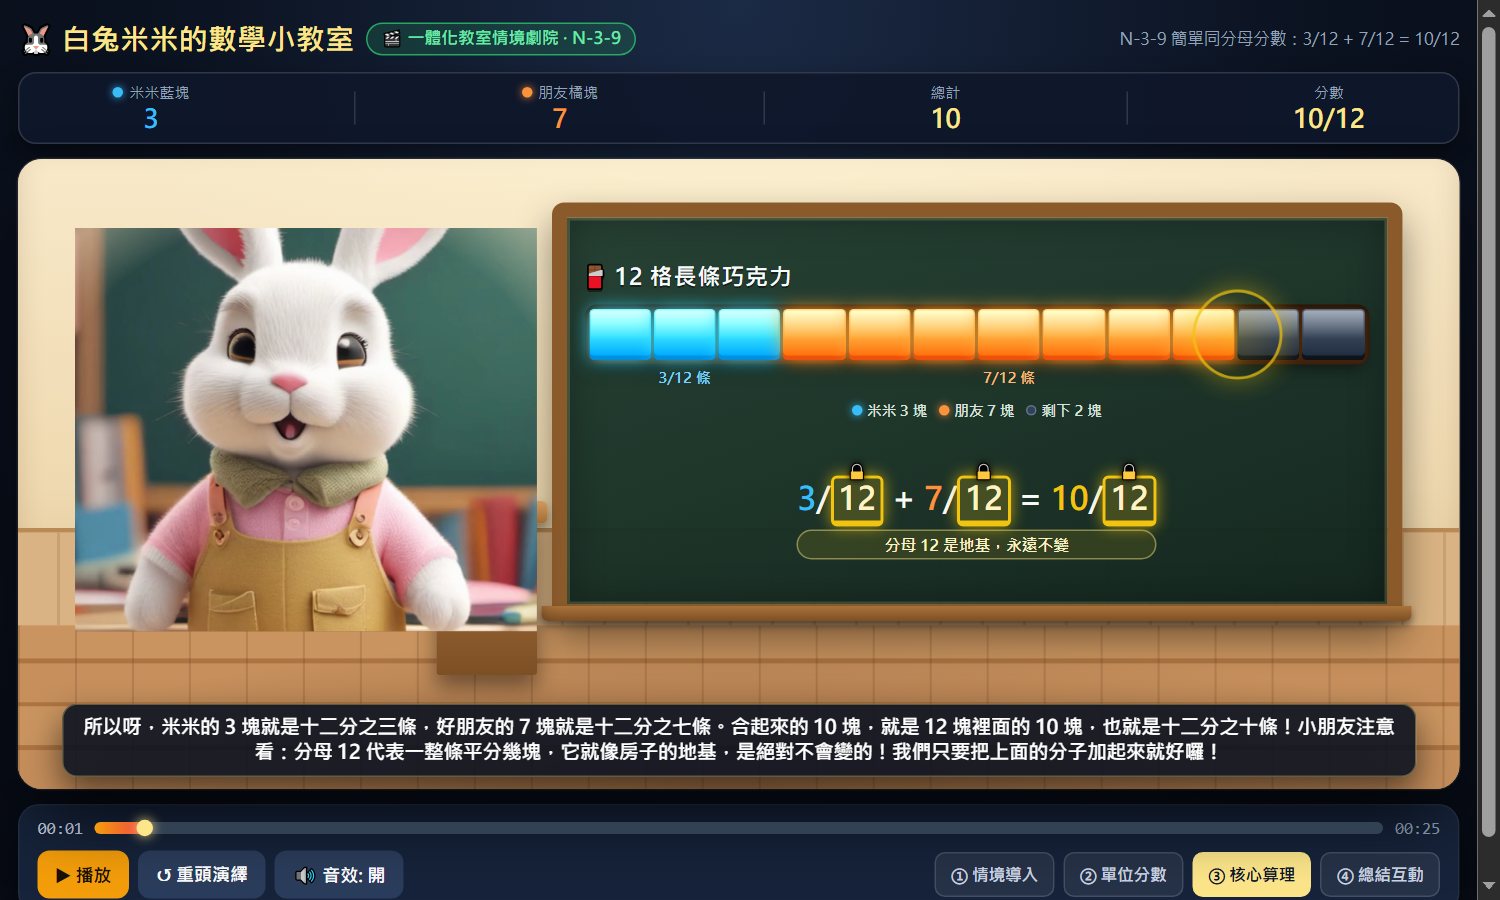 白兔米米的數學小教室
一體化教室情境劇院 · N-3-9
N-3-9 簡單同分母分數：3/12 + 7/12 = 10/12
米米藍塊
3
朋友橘塊
7
總計
10
分數
10/12
12 格長條巧克力
3/12 條
7/12 條
米米 3 塊 朋友 7 塊 剩下 2 塊
3/12 + 7/12 = 10/12
分母 12 是地基，永遠不變
所以呀，米米的 3 塊就是十二分之三條，好朋友的 7 塊就是十二分之七條。合起來的 10 塊，就是 12 塊裡面的 10 塊，也就是十二分之十條！小朋友注意
看：分母 12 代表一整條平分幾塊，它就像房子的地基，是絕對不會變的！我們只要把上面的分子加起來就好囉！
00:01
00:25
▶ 播放
↺ 重頭演繹
音效: 開
① 情境導入
② 單位分數
③ 核心算理
④ 總結互動